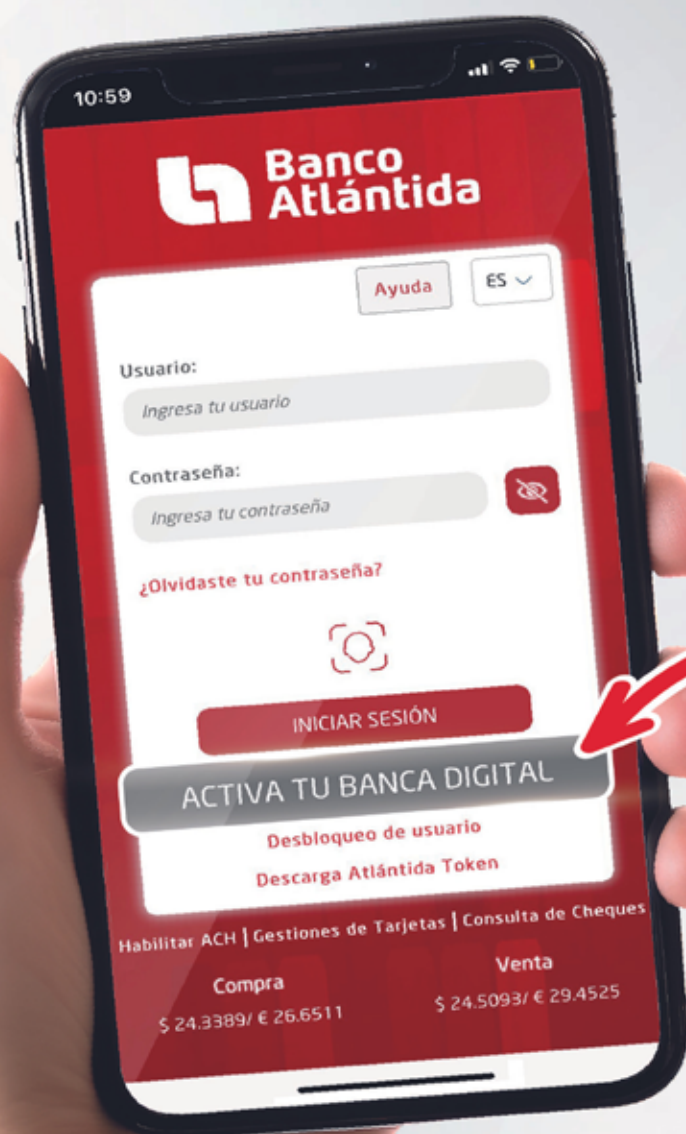 10:59
Banco
Atlántida
Ayuda
ES
Usuario:
Ingresa tu usuario
Contraseña:
Ingresa tu contraseña
¿Olvidaste tu contraseña?
INICIAR SESIÓN
ACTIVA TU BANCA DIGITAL
Desbloqueo de usuario
Descarga Atlántida Token
Habilitar ACH | Gestiones de Tarjetas | Consulta de Cheques
Compra Venta
$ 24.3389/ € 26.6511 $ 24.5093/ € 29.4525